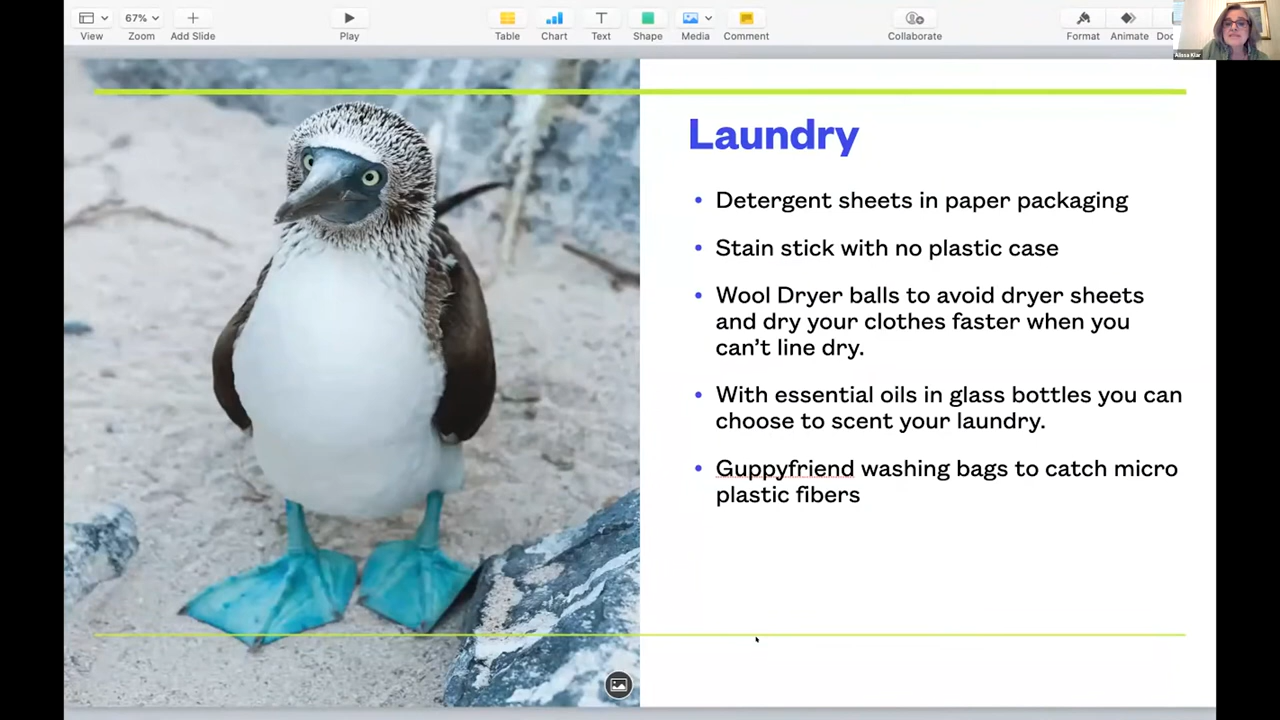 67%
View
Zoom
Add Slide
Play
Table
Chart
Text
Shape
Media
Comment
Collaborate
Format
Animate
Alissa Klar
Laundry
• Detergent sheets in paper packaging
• Stain stick with no plastic case
• Wool Dryer balls to avoid dryer sheets
and dry your clothes faster when you
can’t line dry.
• With essential oils in glass bottles you can
choose to scent your laundry.
• Guppyfriend washing bags to catch micro
plastic fibers